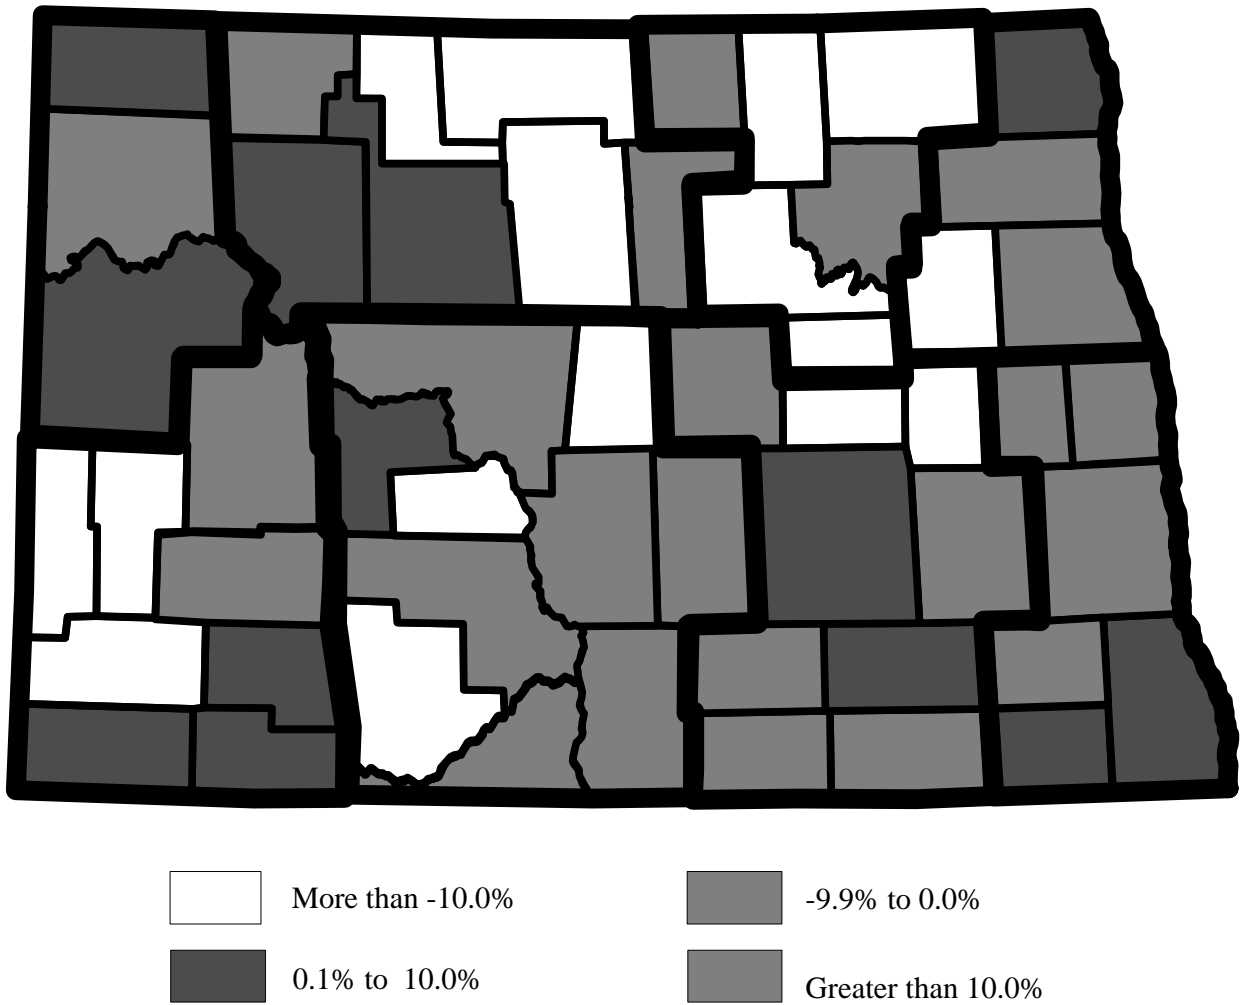 More than -10.0%
-9.9% to 0.0%
0.1% to 10.0%
Greater than 10.0%